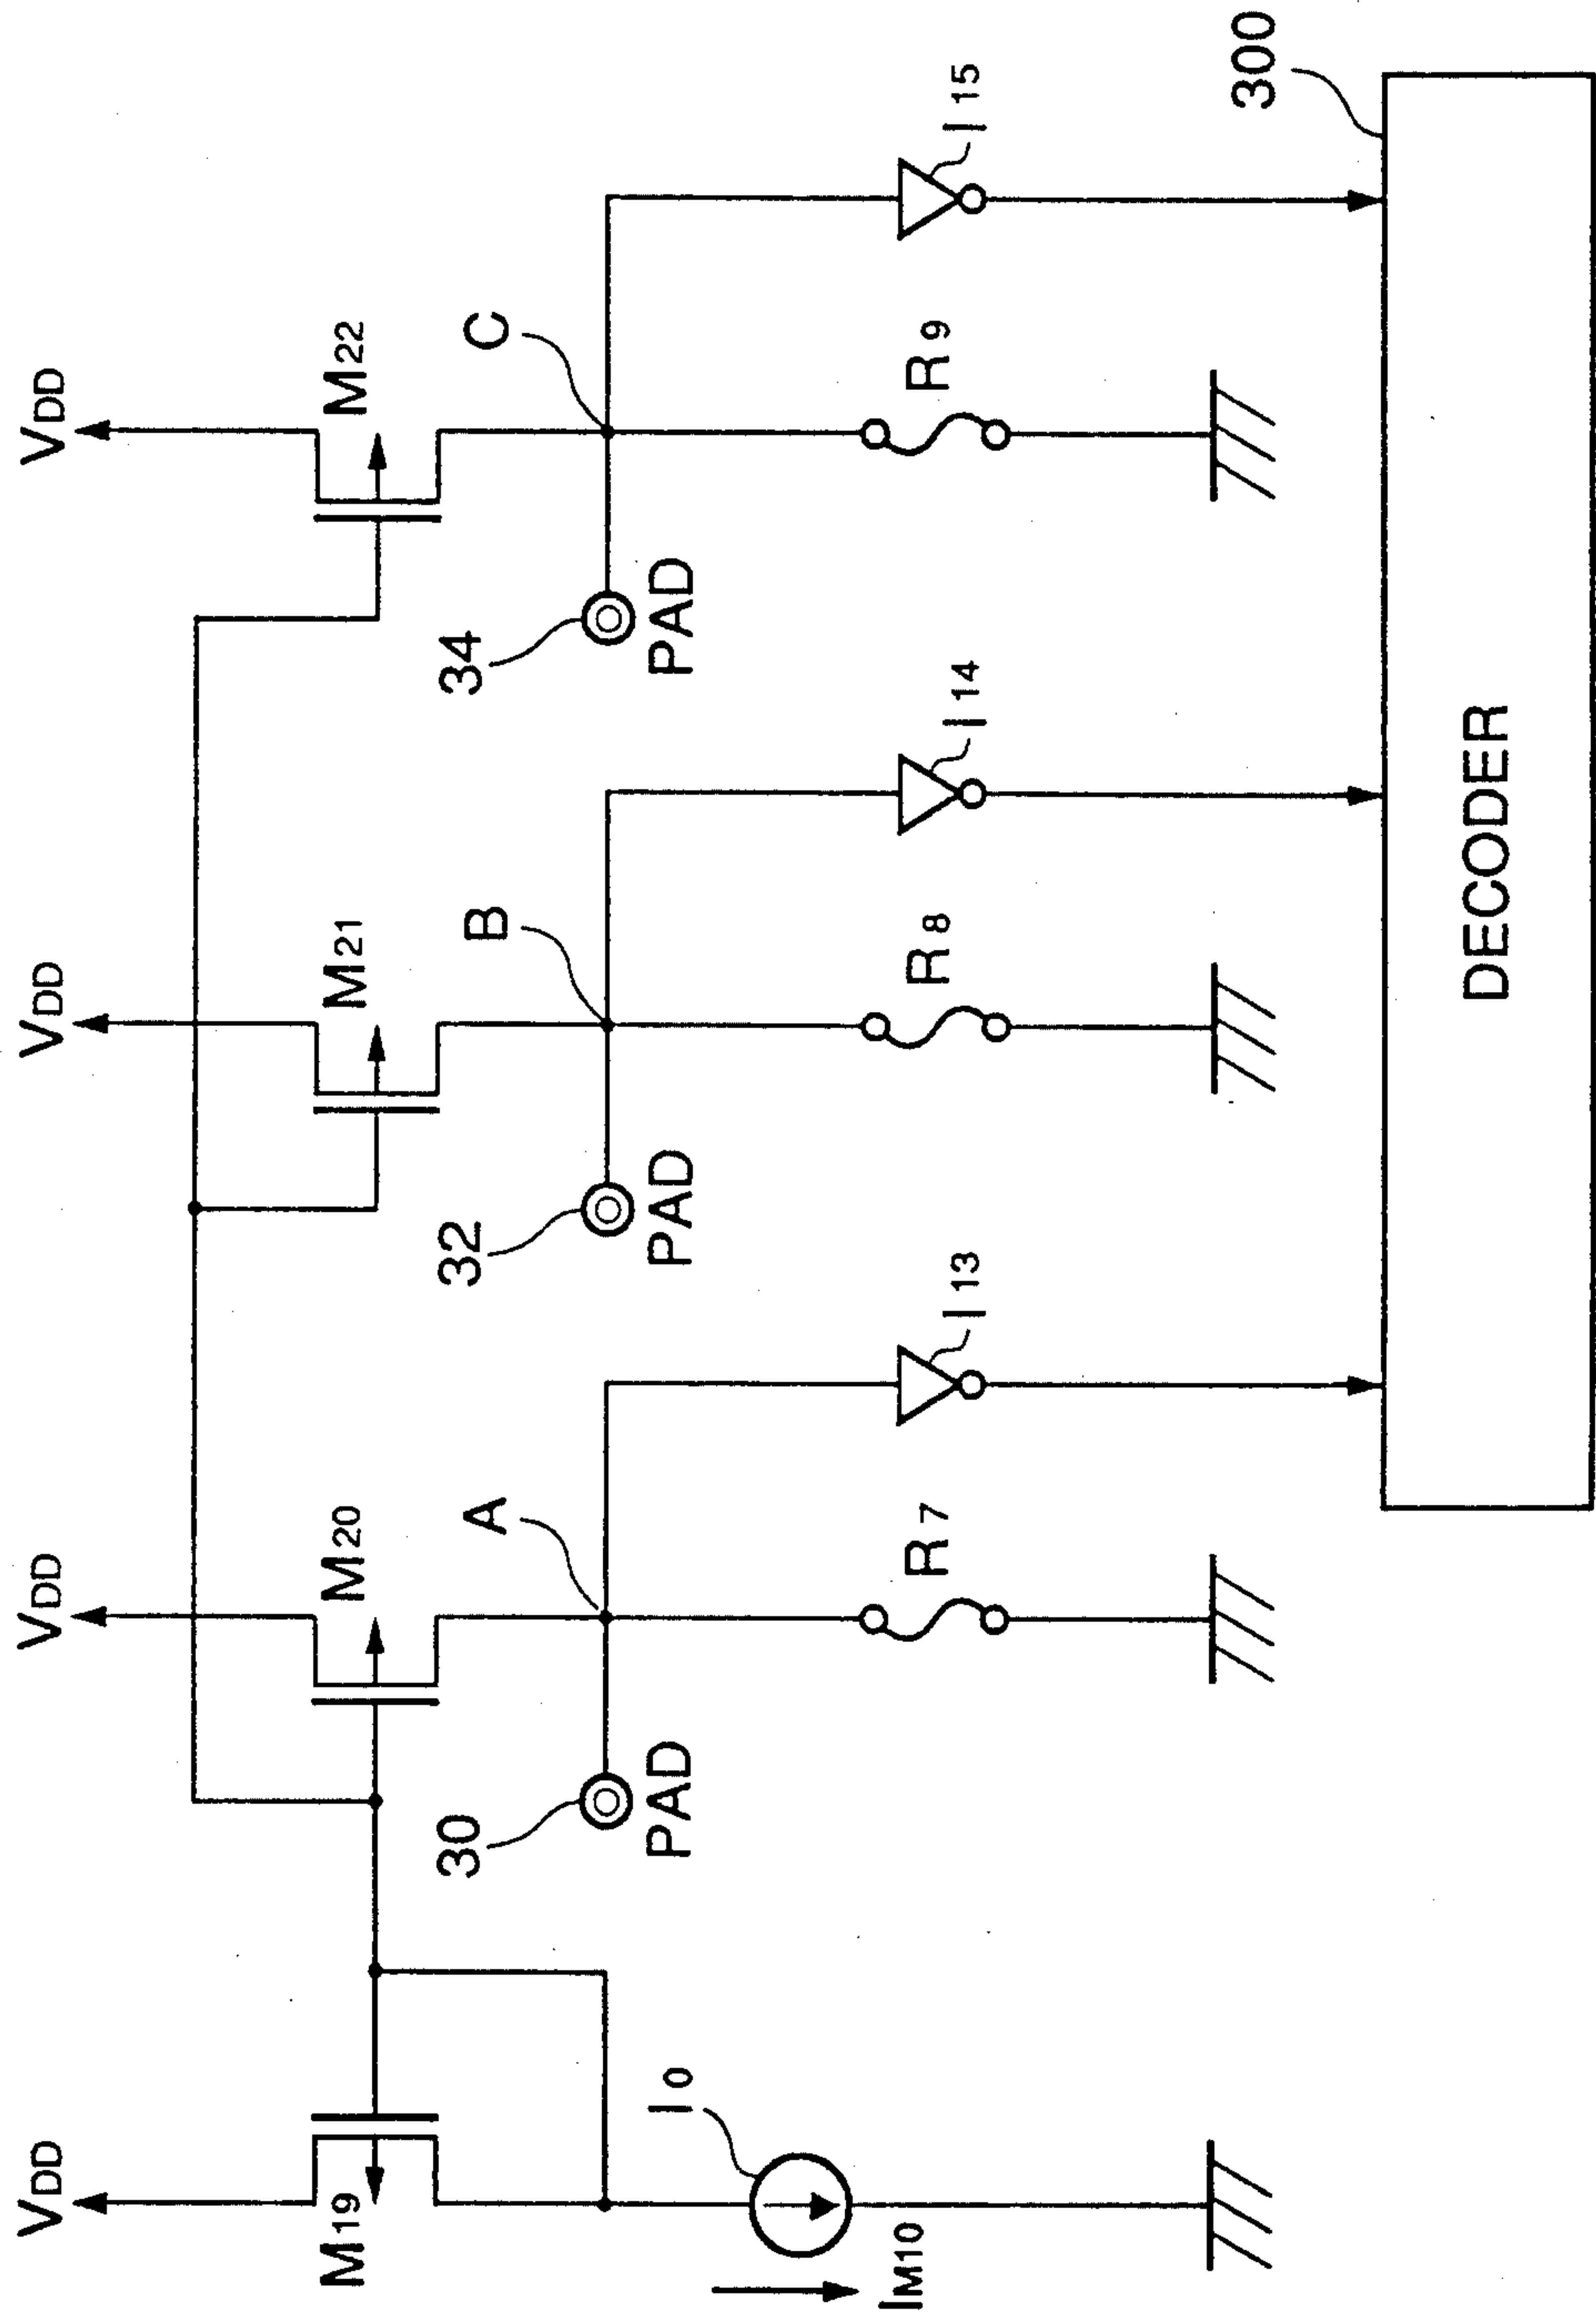 VDD
VDD
VDD
VDD
M19
M20
M21
M22
A
B
C
30
32
34
PAD
PAD
PAD
I0
IM10
R7
R8
R9
I13
I14
I15
300
DECODER